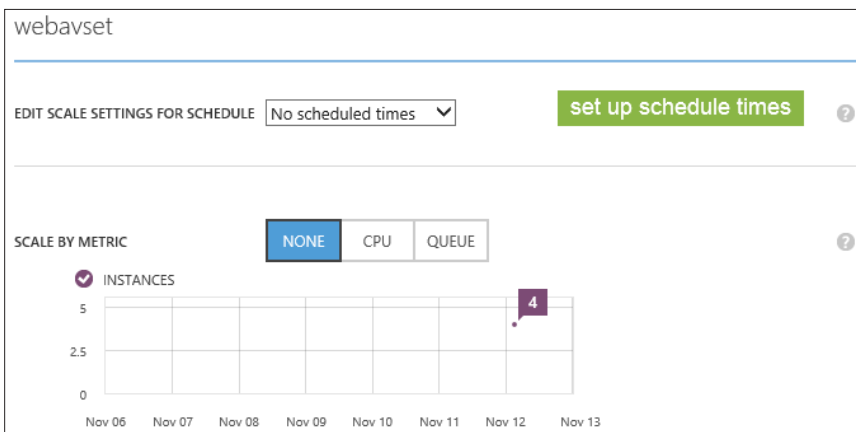 webavset
EDIT SCALE SETTINGS FOR SCHEDULE No scheduled times set up schedule times ?
SCALE BY METRIC NONE CPU QUEUE ?
INSTANCES
5
4
2.5
0
Nov 06 Nov 07 Nov 08 Nov 09 Nov 10 Nov 11 Nov 12 Nov 13